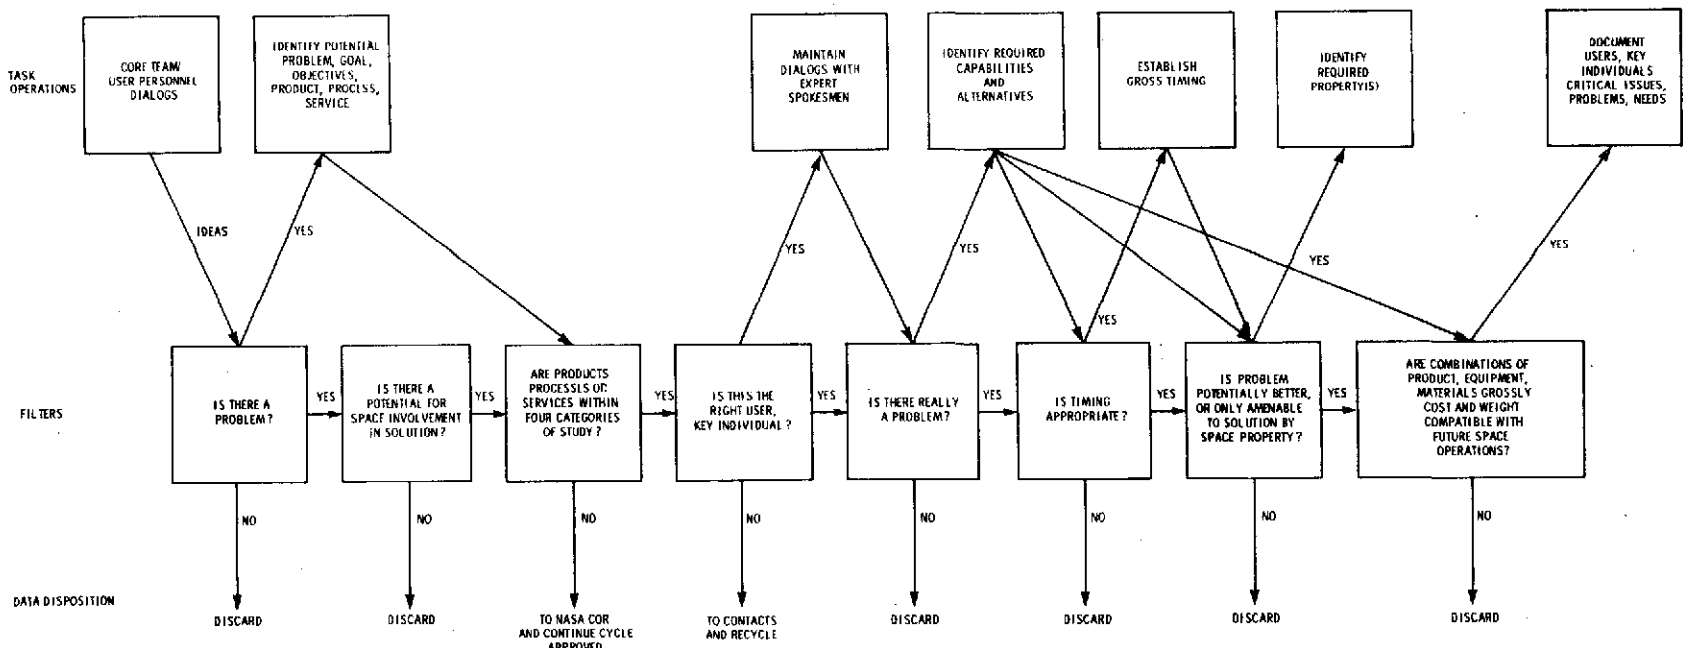 TASK
OPERATIONS
CORE TEAM/
USER PERSONNEL
DIALOGS
IDENTIFY POTENTIAL
PROBLEM, GOAL,
OBJECTIVES,
PRODUCT, PROCESS,
SERVICE
MAINTAIN
DIALOGS WITH
EXPERT
SPOKESMEN
IDENTIFY REQUIRED
CAPABILITIES
AND
ALTERNATIVES
ESTABLISH
GROSS TIMING
IDENTIFY
REQUIRED
PROPERTY(S)
DOCUMENT
USERS, KEY
INDIVIDUALS
CRITICAL ISSUES,
PROBLEMS, NEEDS
IDEAS
YES
YES
YES
YES
YES
YES
FILTERS
IS THERE A
PROBLEM?
YES
IS THERE A
POTENTIAL FOR
SPACE INVOLVEMENT
IN SOLUTION?
YES
ARE PRODUCTS
PROCESSES OR
SERVICES WITHIN
FOUR CATEGORIES
OF STUDY?
YES
IS THIS THE
RIGHT USER,
KEY INDIVIDUAL?
YES
IS THERE REALLY
A PROBLEM?
YES
IS TIMING
APPROPRIATE?
YES
IS PROBLEM
POTENTIALLY BETTER,
OR ONLY AMENABLE
TO SOLUTION BY
SPACE PROPERTY?
YES
ARE COMBINATIONS OF
PRODUCT, EQUIPMENT,
MATERIALS GROSSLY
COST AND WEIGHT
COMPATIBLE WITH
FUTURE SPACE
OPERATIONS?
NO
NO
NO
NO
NO
NO
NO
NO
DATA DISPOSITION
DISCARD
DISCARD
TO NASA COR
AND CONTINUE CYCLE
APPROVED
TO CONTACTS
AND RECYCLE
DISCARD
DISCARD
DISCARD
DISCARD